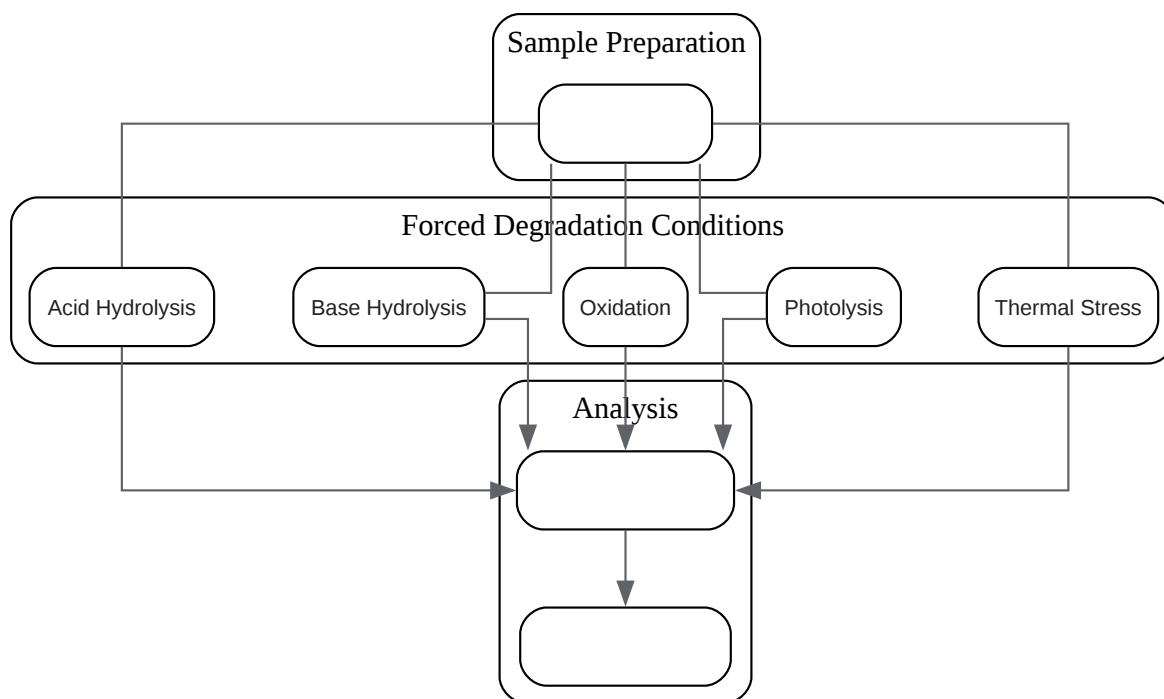 Sample Preparation
Forced Degradation Conditions
Acid Hydrolysis
Base Hydrolysis
Oxidation
Photolysis
Thermal Stress
Analysis